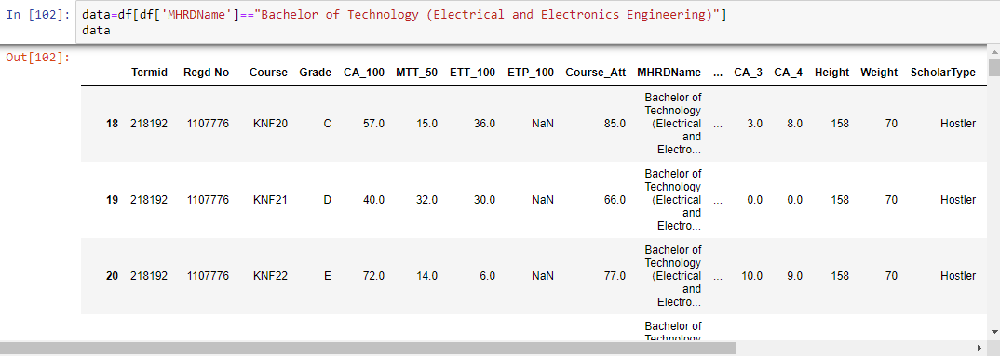 In [102]: data=df[df['MHRDName']=="Bachelor of Technology (Electrical and Electronics Engineering)"]
data
Out[102]:
Termid Regd No Course Grade CA_100 MTT_50 ETT_100 ETP_100 Course_Att MHRDName ... CA_3 CA_4 Height Weight ScholarType
Bachelor of
Technology
18 218192 1107776 KNF20 C 57.0 15.0 36.0 NaN 85.0 (Electrical ... 3.0 8.0 158 70 Hostler
and
Electro...
Bachelor of
Technology
19 218192 1107776 KNF21 D 40.0 32.0 30.0 NaN 66.0 (Electrical ... 0.0 0.0 158 70 Hostler
and
Electro...
Bachelor of
Technology
20 218192 1107776 KNF22 E 72.0 14.0 6.0 NaN 77.0 (Electrical ... 10.0 9.0 158 70 Hostler
and
Electro...
Bachelor of
Technology